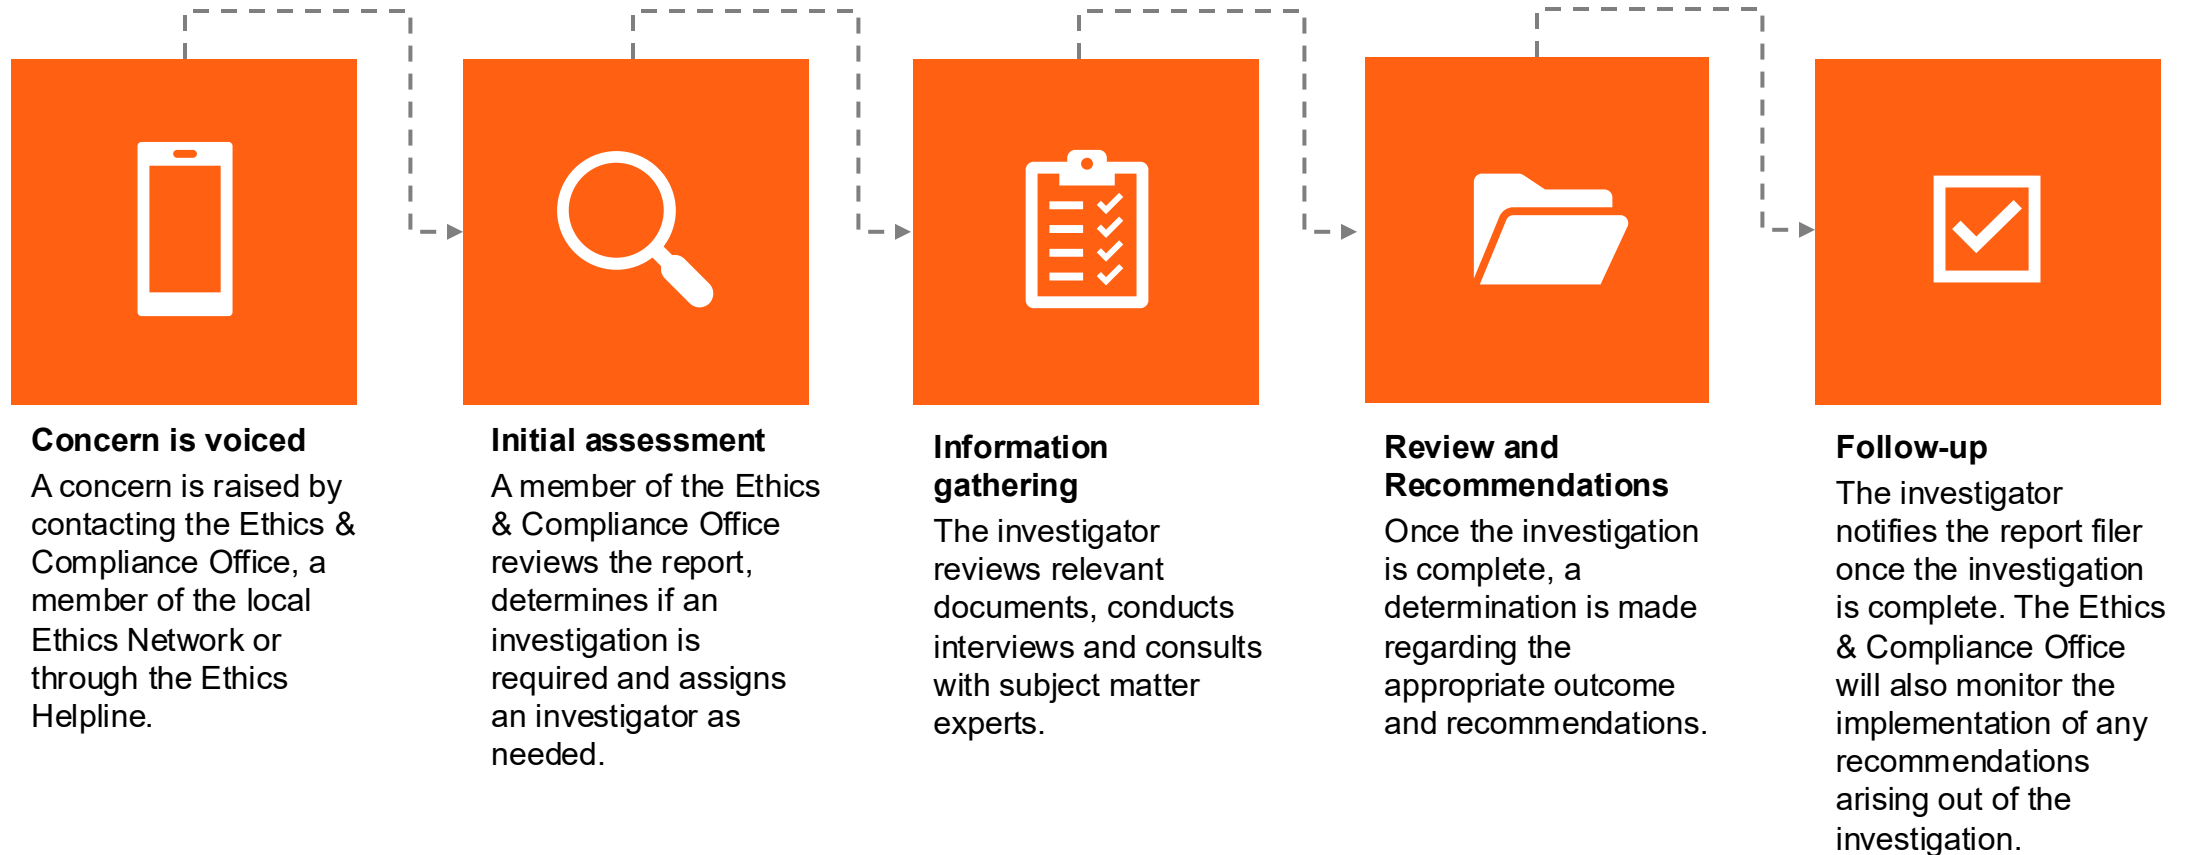 Concern is voiced
A concern is raised by
contacting the Ethics &
Compliance Office, a
member of the local
Ethics Network or
through the Ethics
Helpline.
Initial assessment
A member of the Ethics
& Compliance Office
reviews the report,
determines if an
investigation is
required and assigns
an investigator as
needed.
Information
gathering
The investigator
reviews relevant
documents, conducts
interviews and consults
with subject matter
experts.
Review and
Recommendations
Once the investigation
is complete, a
determination is made
regarding the
appropriate outcome
and recommendations.
Follow-up
The investigator
notifies the report filer
once the investigation
is complete. The Ethics
& Compliance Office
will also monitor the
implementation of any
recommendations
arising out of the
investigation.